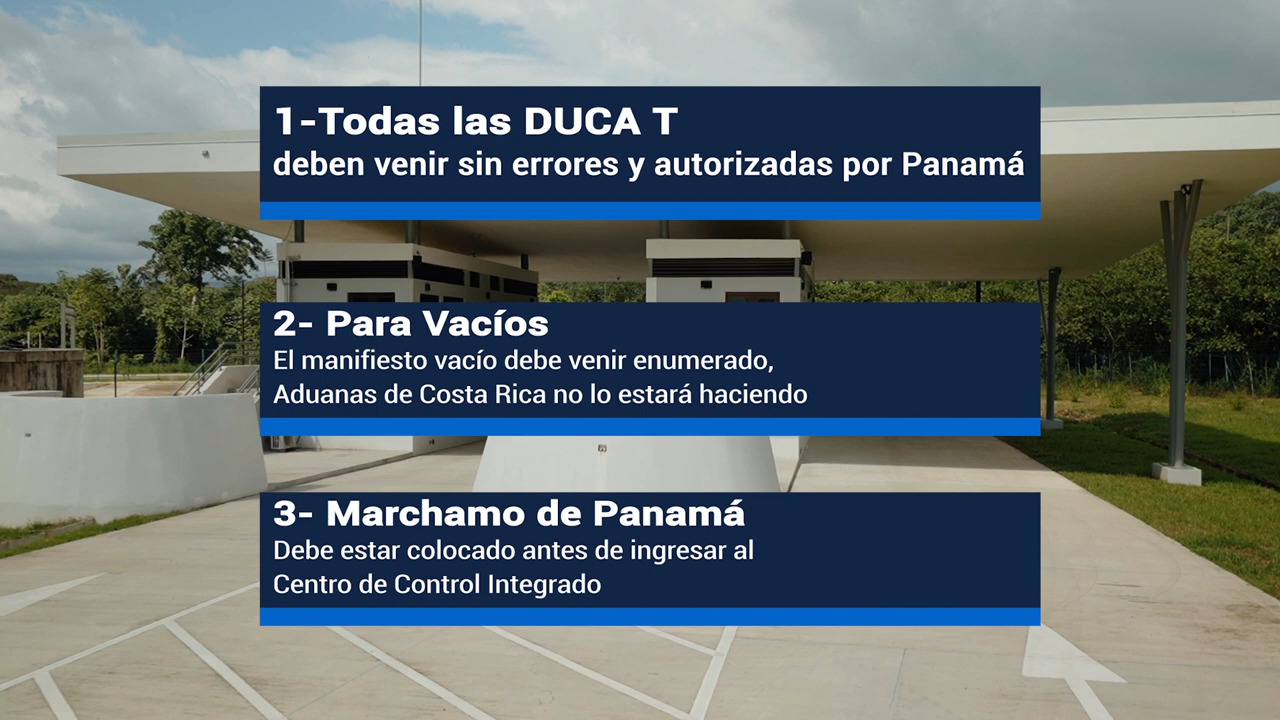 1-Todas las DUCA T
deben venir sin errores y autorizadas por Panamá
2- Para Vacíos
El manifiesto vacío debe venir enumerado,
Aduanas de Costa Rica no lo estará haciendo
3- Marchamo de Panamá
Debe estar colocado antes de ingresar al
Centro de Control Integrado